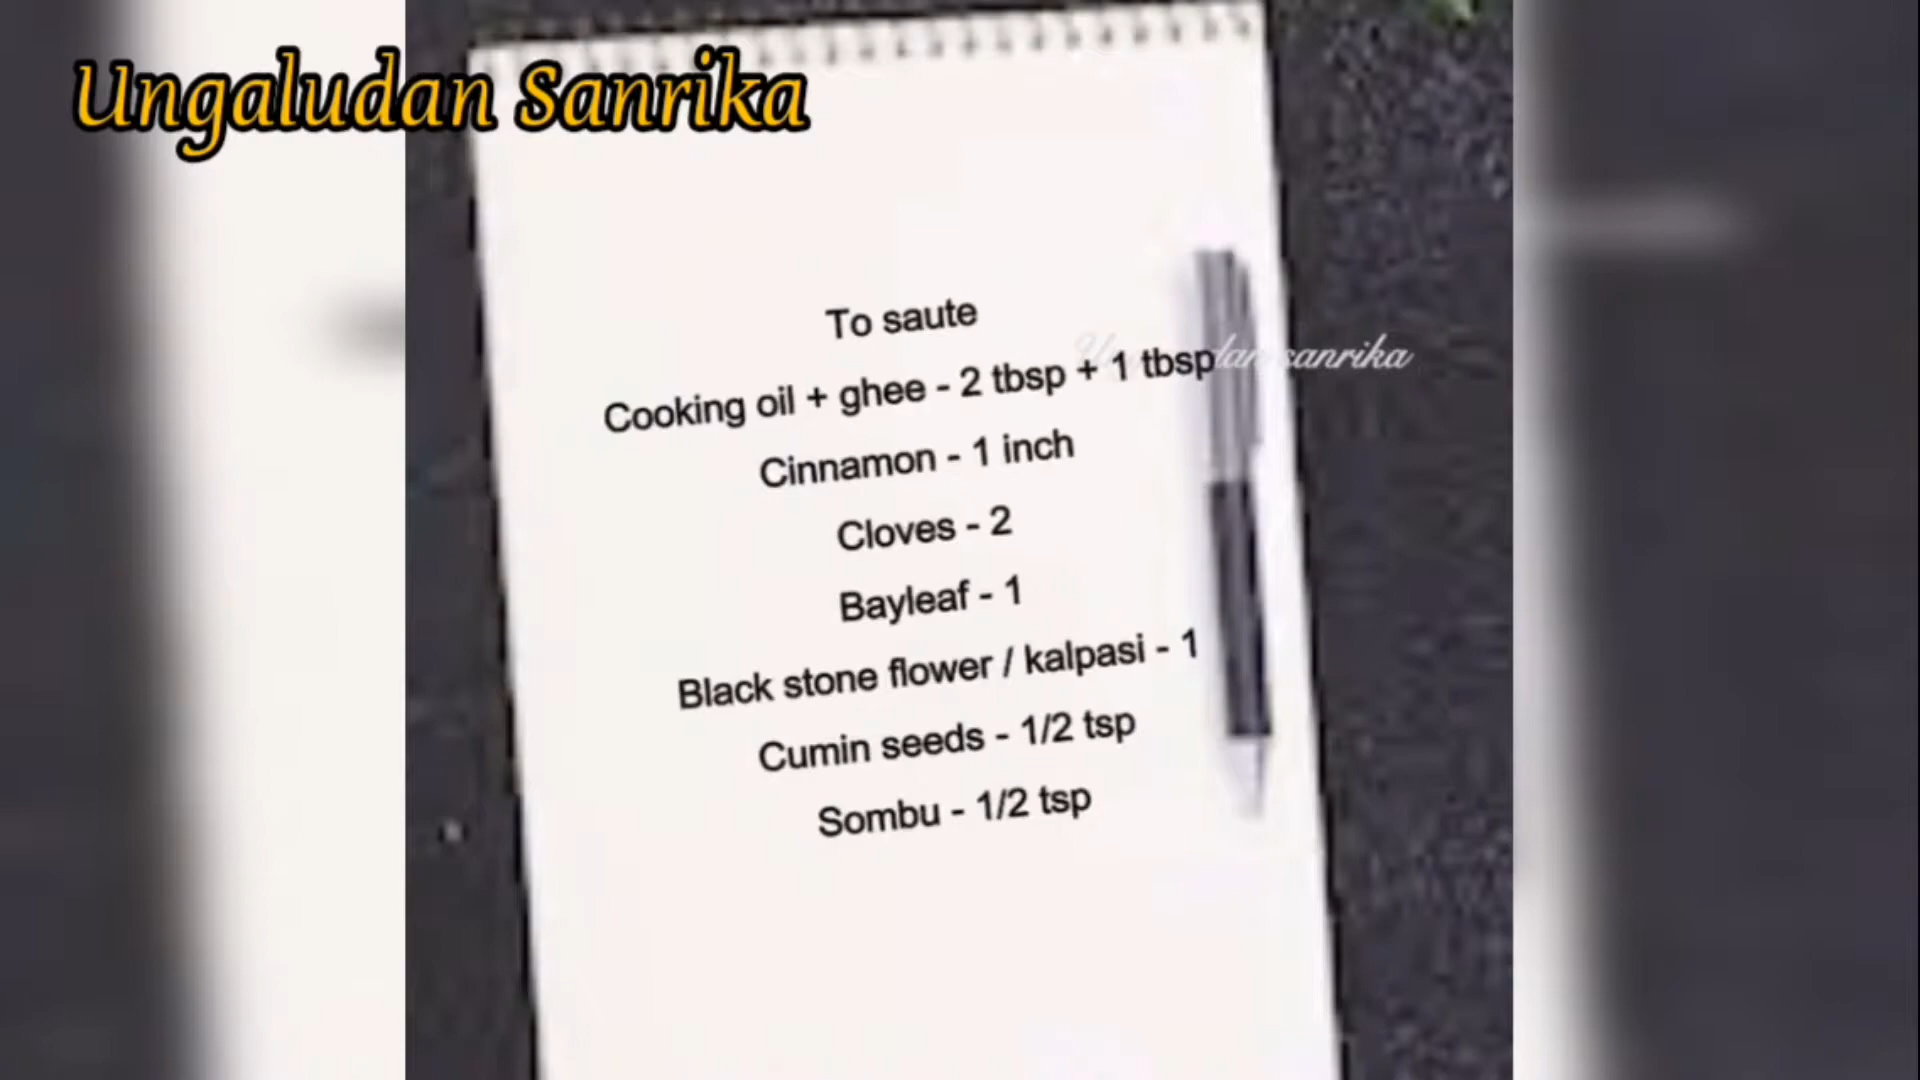 Ungaludan Sanrika
To saute
Cooking oil + ghee - 2 tbsp + 1 tbsp
sanrika
Cinnamon - 1 inch
Cloves - 2
Bayleaf - 1
Black stone flower / kalpasi - 1
Cumin seeds - 1/2 tsp
Sombu - 1/2 tsp